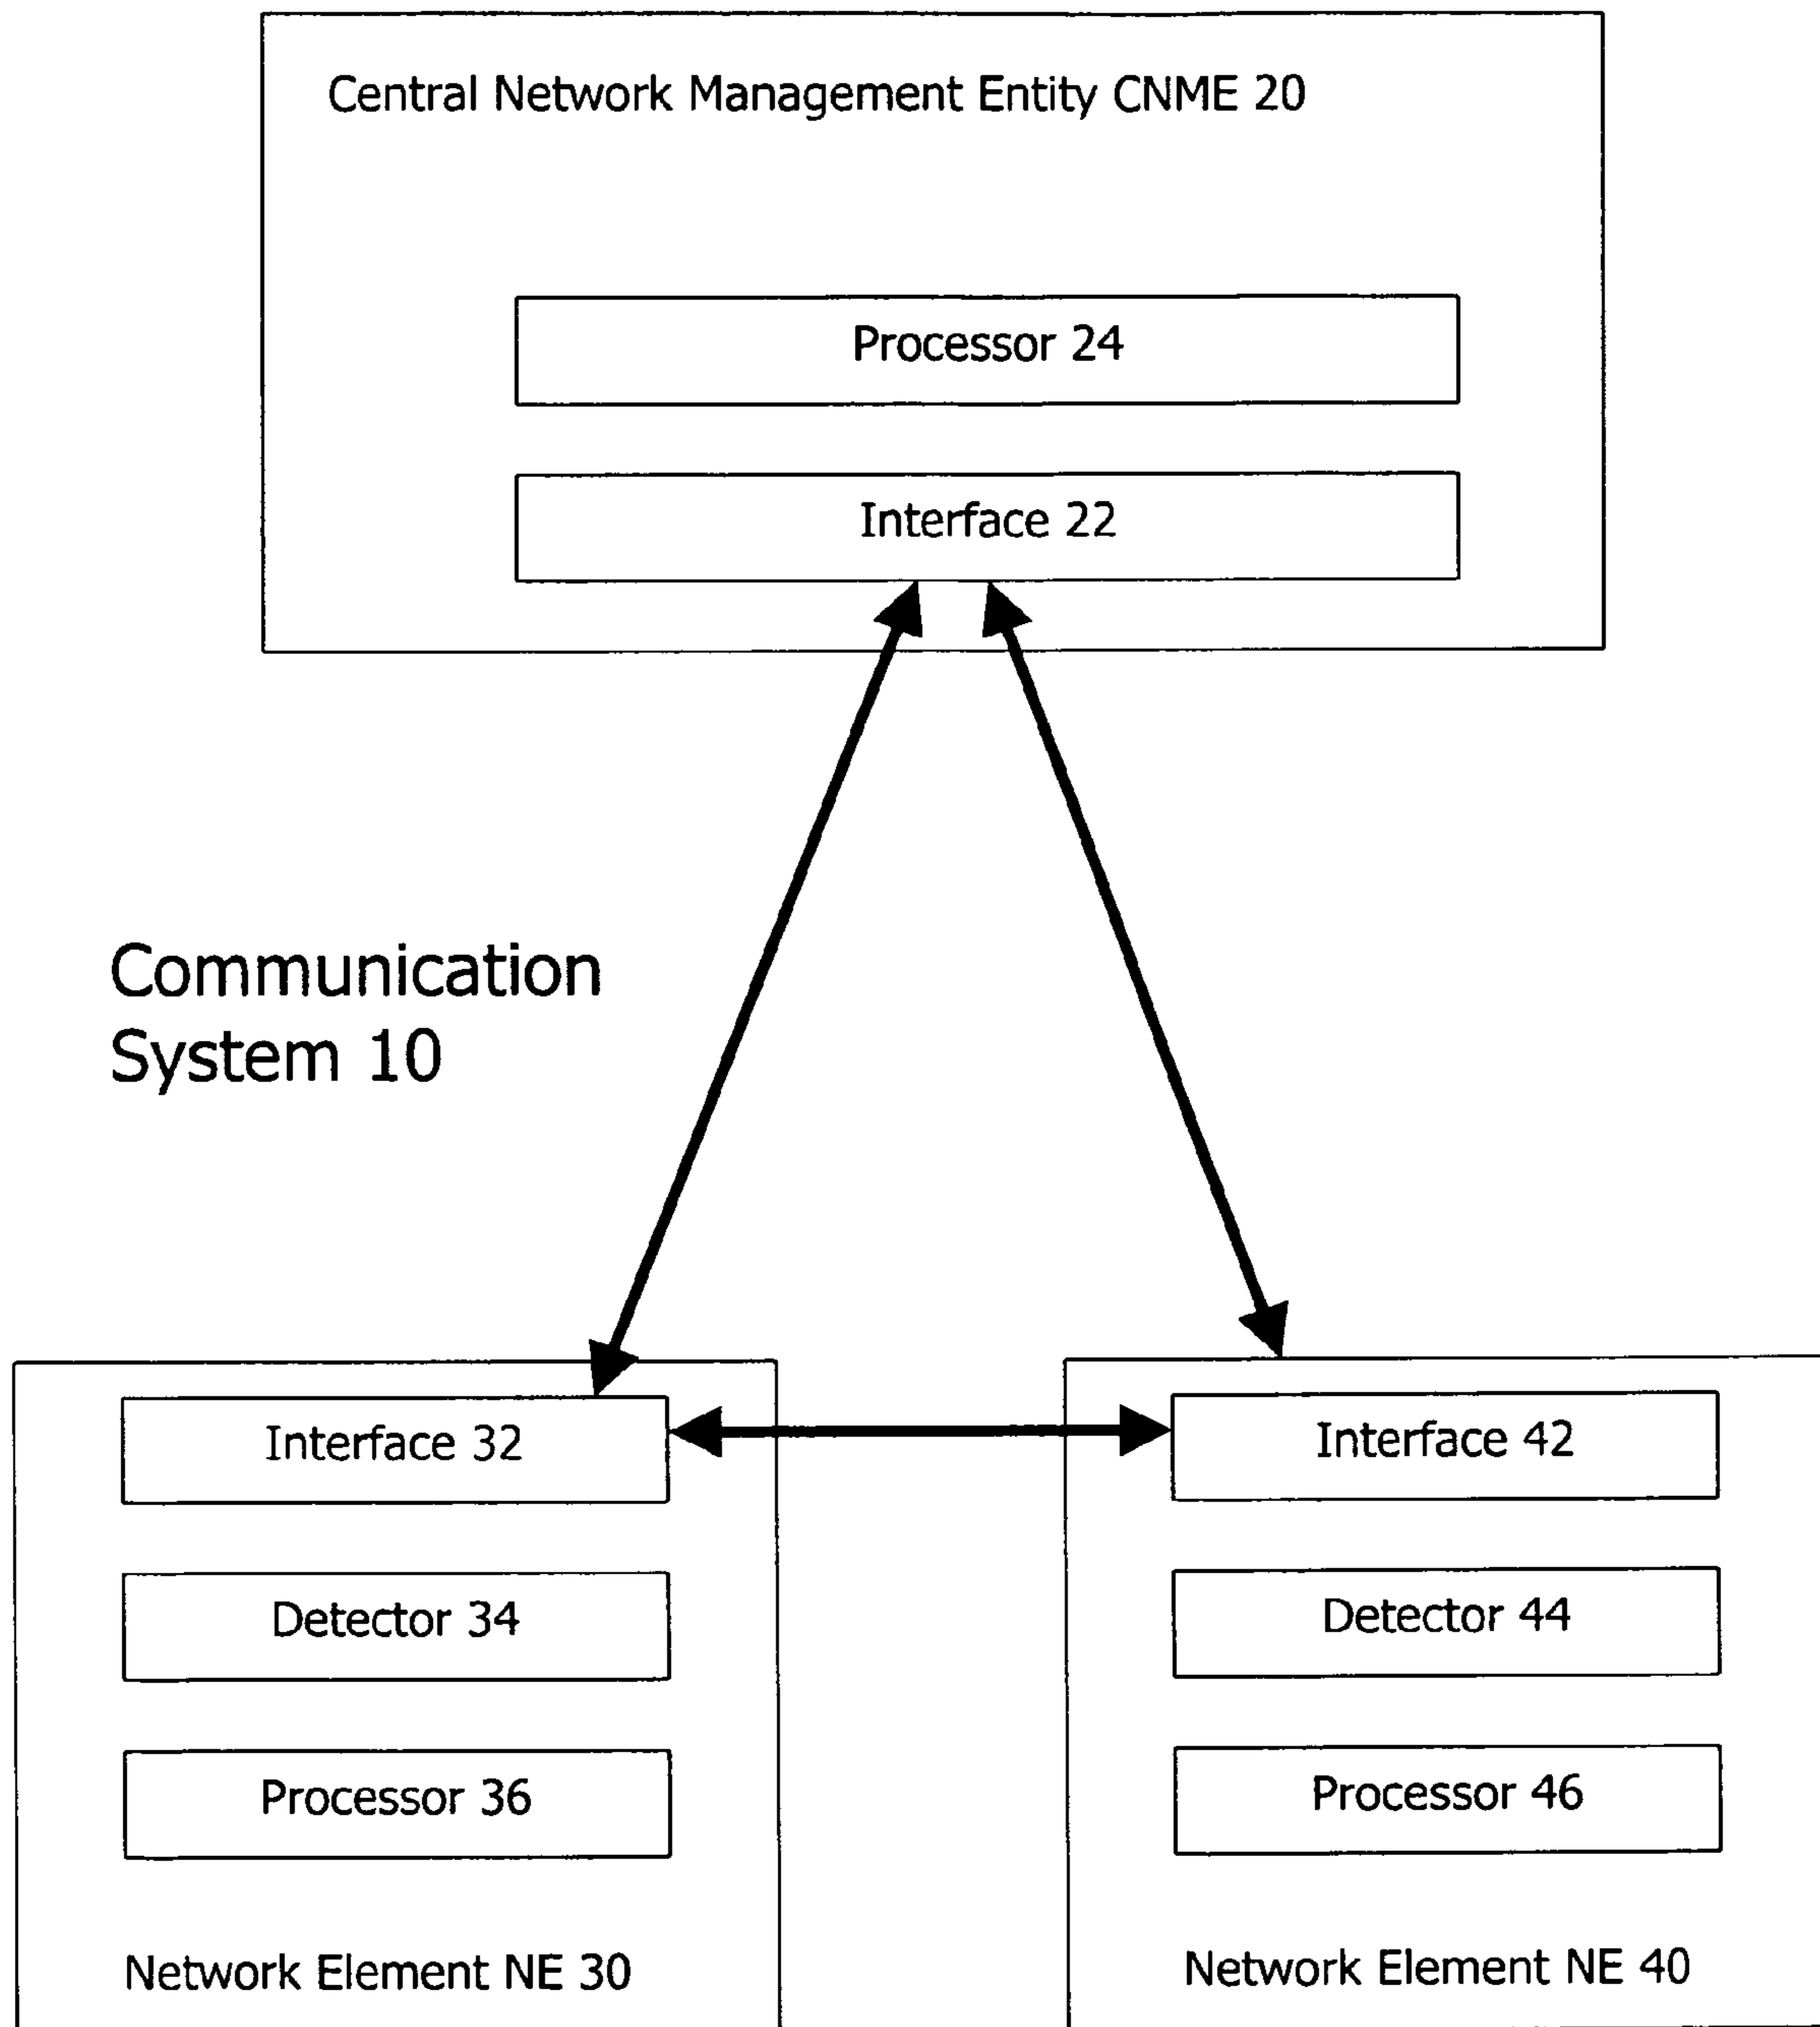 Central Network Management Entity CNME 20
Processor 24
Interface 22
Communication
System 10
Interface 32
Interface 42
Detector 34
Detector 44
Processor 36
Processor 46
Network Element NE 30
Network Element NE 40